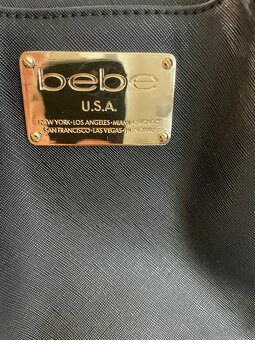 bebe
U.S.A.
NEW YORK · LOS ANGELES · MIAMI
SAN FRANCISCO · LAS VEGAS ·